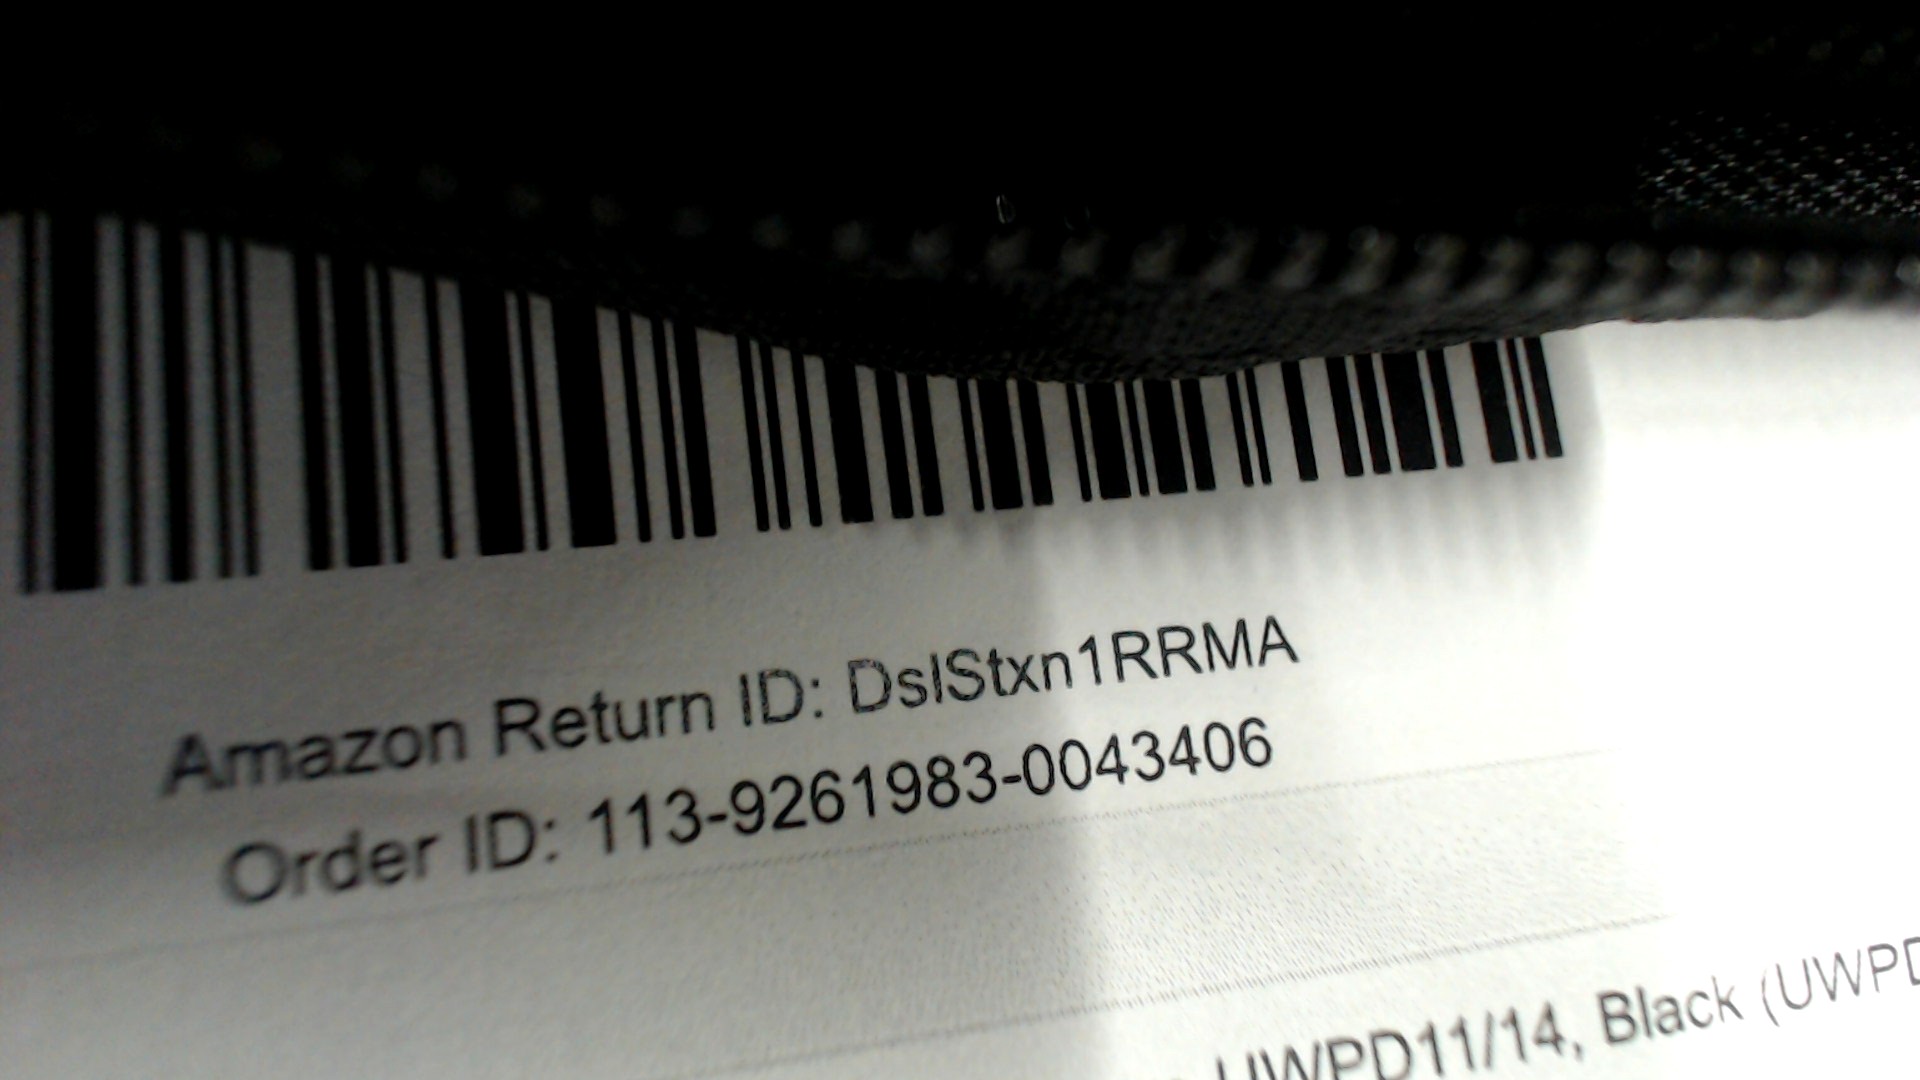 Amazon Return ID: DslStxn1RRMA
Order ID: 113-9261983-0043406
UWPD11/14, Black (UWPD